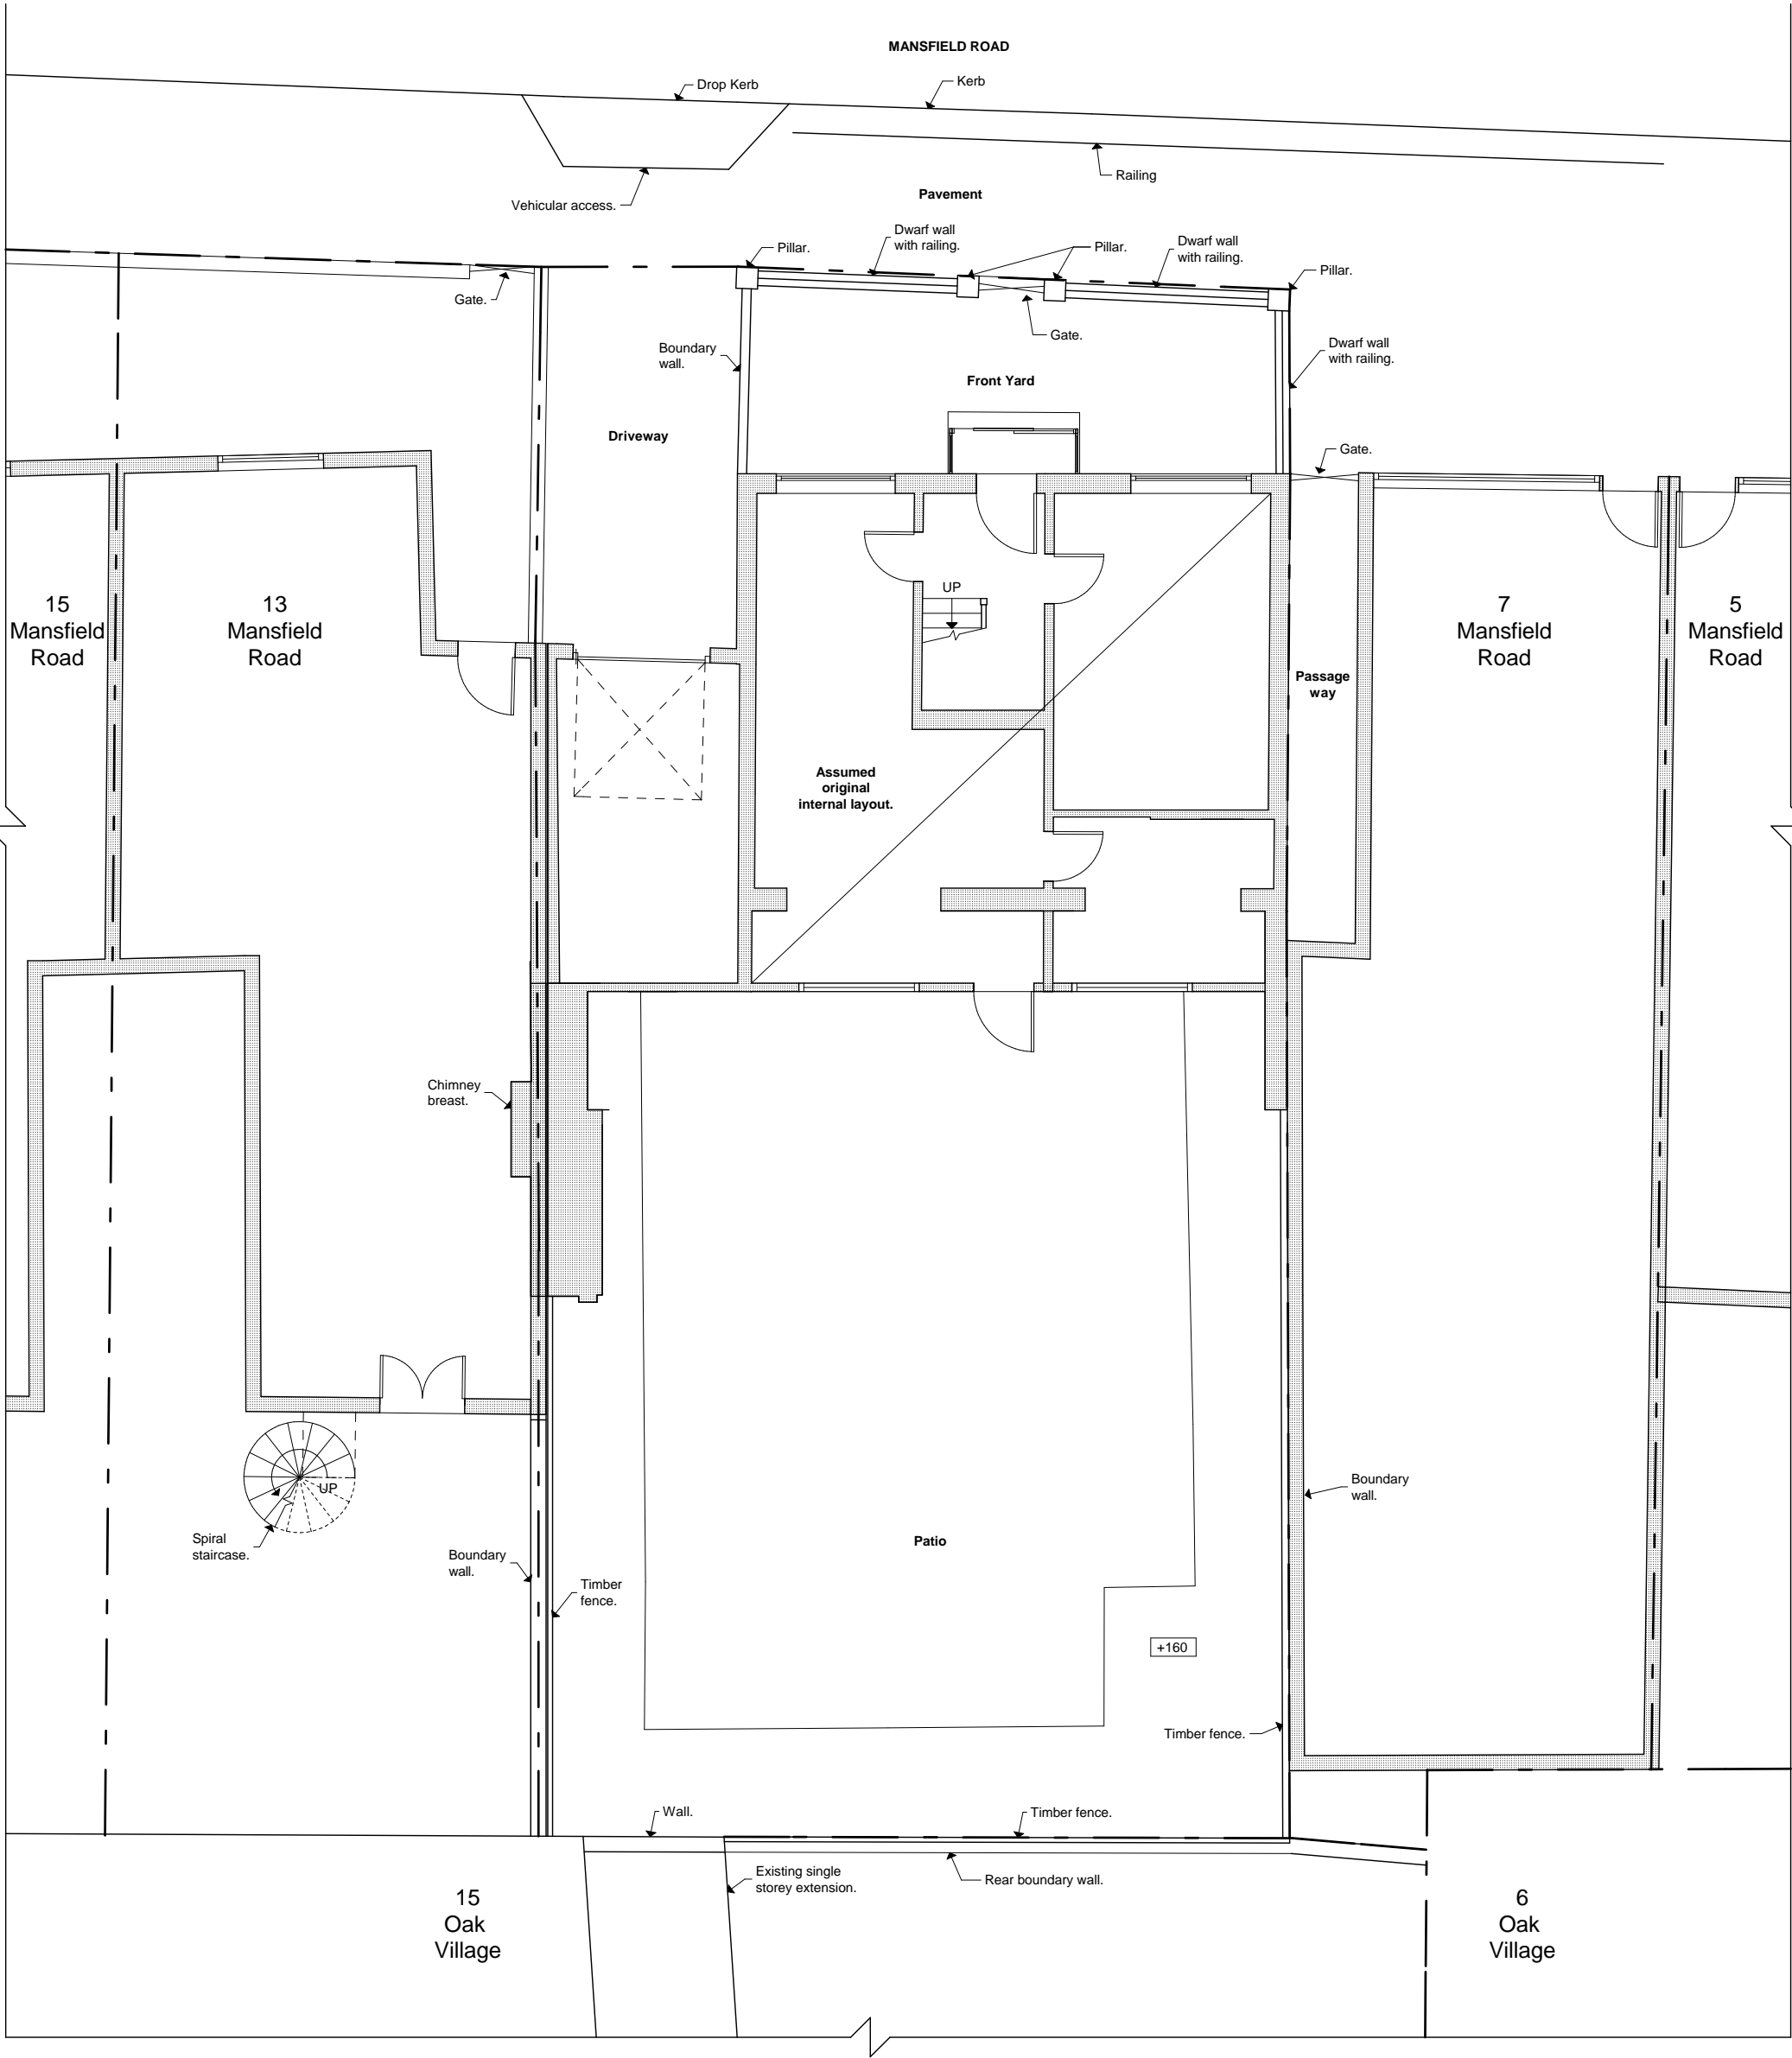 MANSFIELD ROAD
Drop Kerb
Kerb
Railing
Vehicular access.
Pavement
Pillar.
Dwarf wall
with railing.
Pillar.
Dwarf wall
with railing.
Pillar.
Gate.
Gate.
Boundary
wall.
Dwarf wall
with railing.
Front Yard
Driveway
Gate.
UP
15
Mansfield
Road
13
Mansfield
Road
7
Mansfield
Road
5
Mansfield
Road
Passage
way
Assumed
original
internal layout.
Chimney
breast.
UP
Spiral
staircase.
Boundary
wall.
Timber
fence.
Patio
Boundary
wall.
+160
Timber fence.
Wall.
Timber fence.
Existing single
storey extension.
Rear boundary wall.
15
Oak
Village
6
Oak
Village